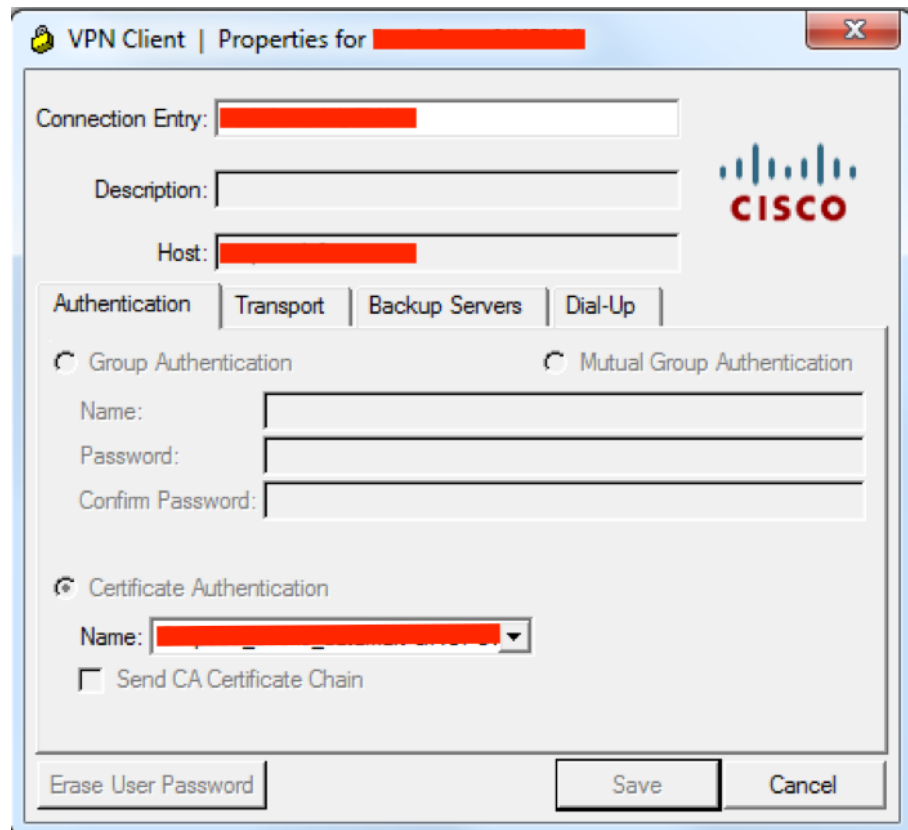 VPN Client | Properties for
Connection Entry:
Description:
CISCO
Host:
Authentication Transport Backup Servers Dial-Up
Group Authentication Mutual Group Authentication
Name:
Password:
Confirm Password:
Certificate Authentication
Name:
Send CA Certificate Chain
Erase User Password Save Cancel